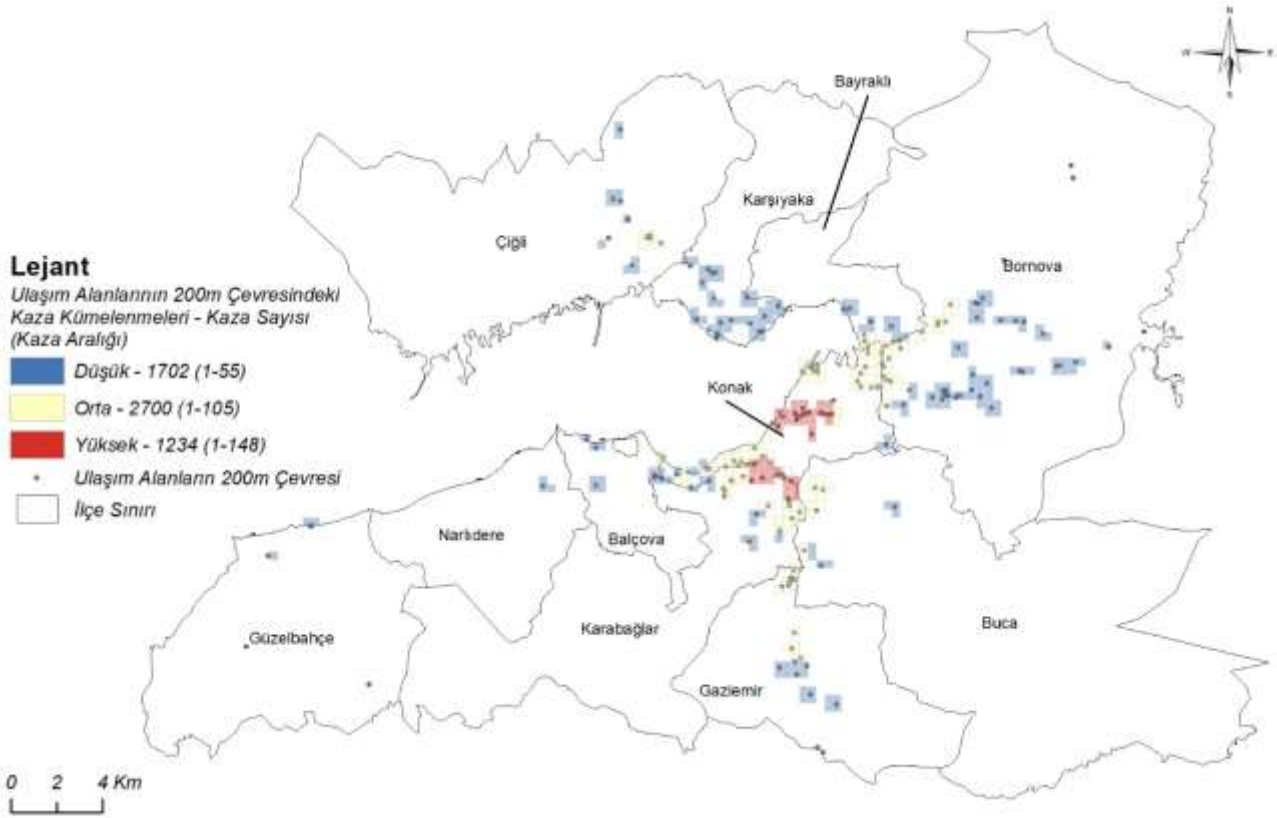 N
W
E
S
Bayraklı
Karşıyaka
Çiğli
Bornova
Lejant
Ulaşım Alanlarının 200m Çevresindeki
Kaza Kümelenmeleri - Kaza Sayısı
(Kaza Aralığı)
Düşük - 1702 (1-55)
Orta - 2700 (1-105)
Yüksek - 1234 (1-148)
Ulaşım Alanların 200m Çevresi
İlçe Sınırı
Konak
Narlıdere
Balçova
Güzelbahçe
Karabağlar
Buca
Gaziemir
0 2 4 Km